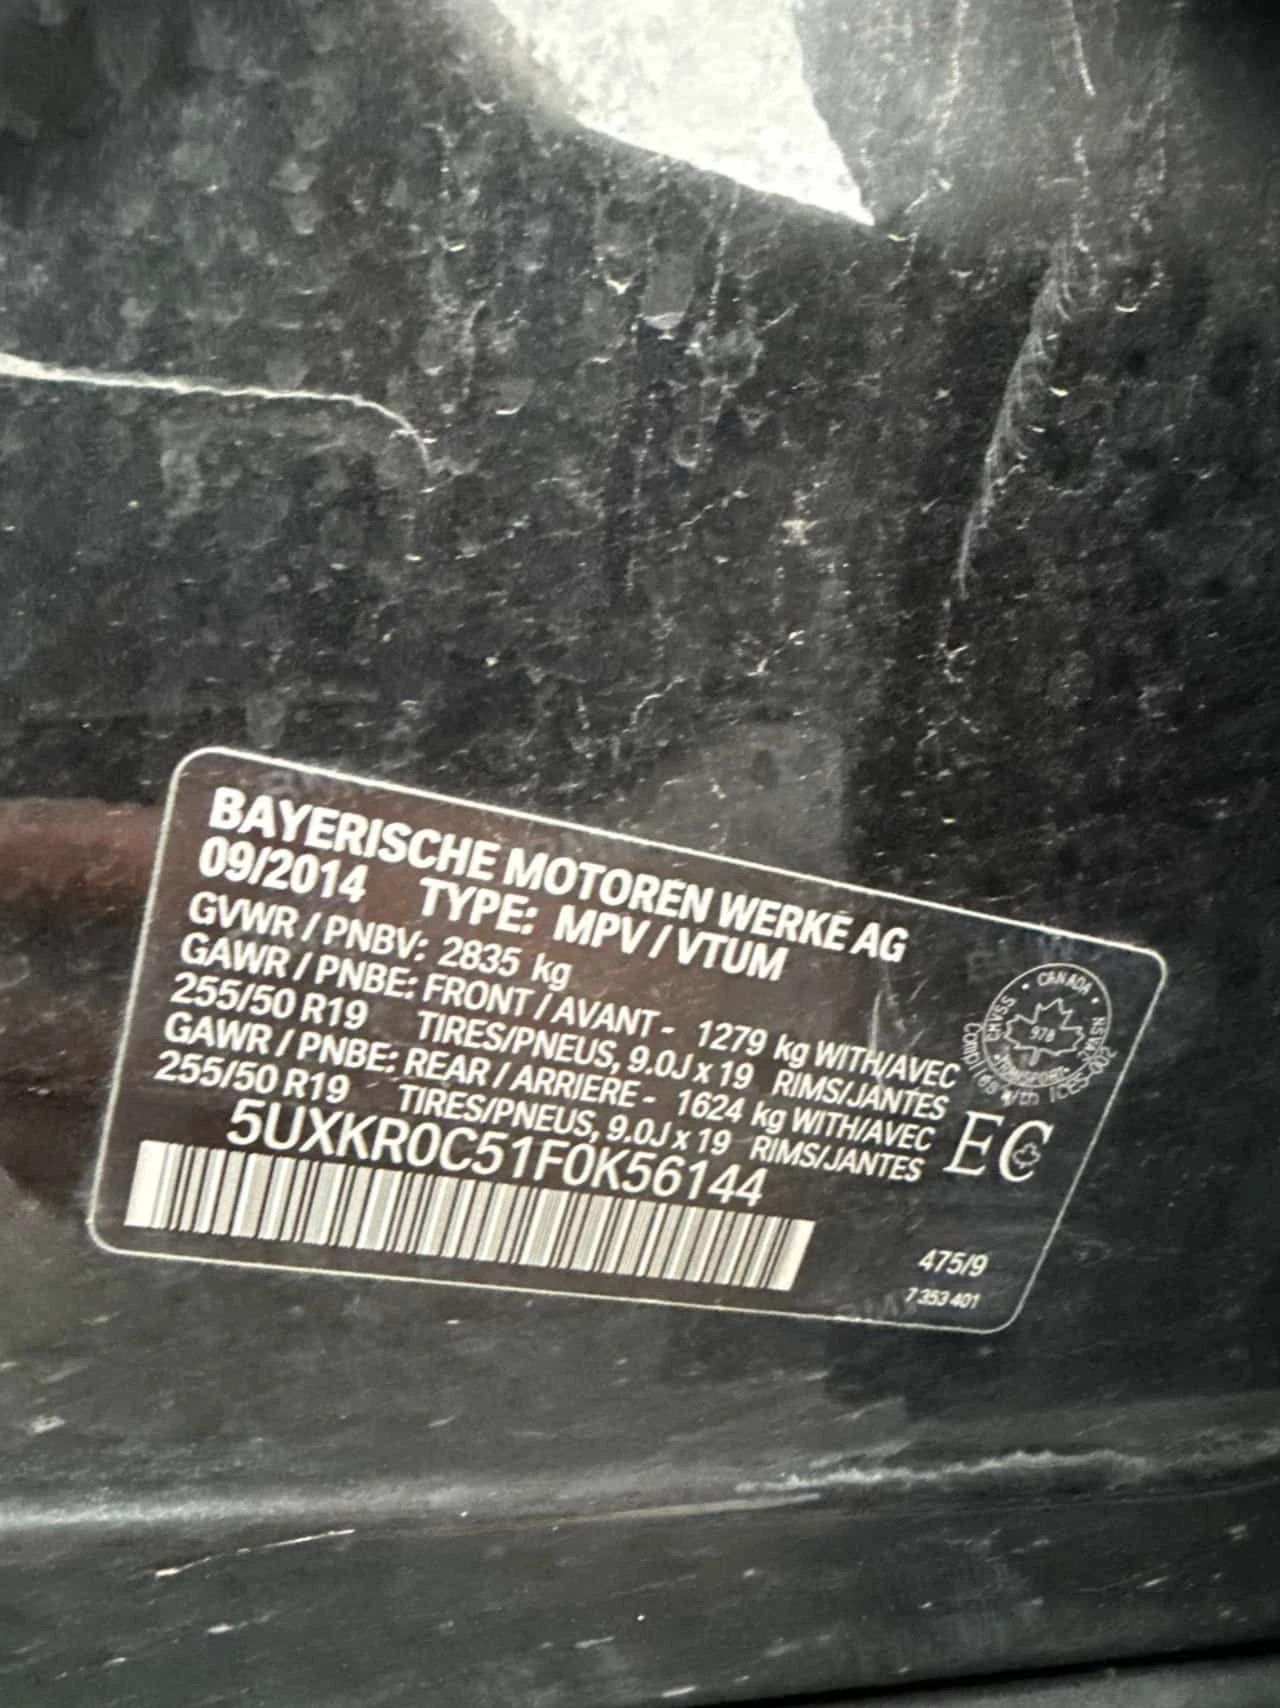 BAYERISCHE MOTOREN WERKE AG
09/2014 TYPE: MPV / VTUM
GVWR / PNBV: 2835 kg
GAWR / PNBE: FRONT / AVANT - 1279 kg WITH/AVEC
255/50 R19 TIRES/PNEUS, 9.0J x 19 RIMS/JANTES
GAWR / PNBE: REAR / ARRIERE - 1624 kg WITH/AVEC
255/50 R19 TIRES/PNEUS, 9.0J x 19 RIMS/JANTES
5UXKR0C51F0K56144
CANADA
978
TRANSPORT
EC
475/9
7 353 401